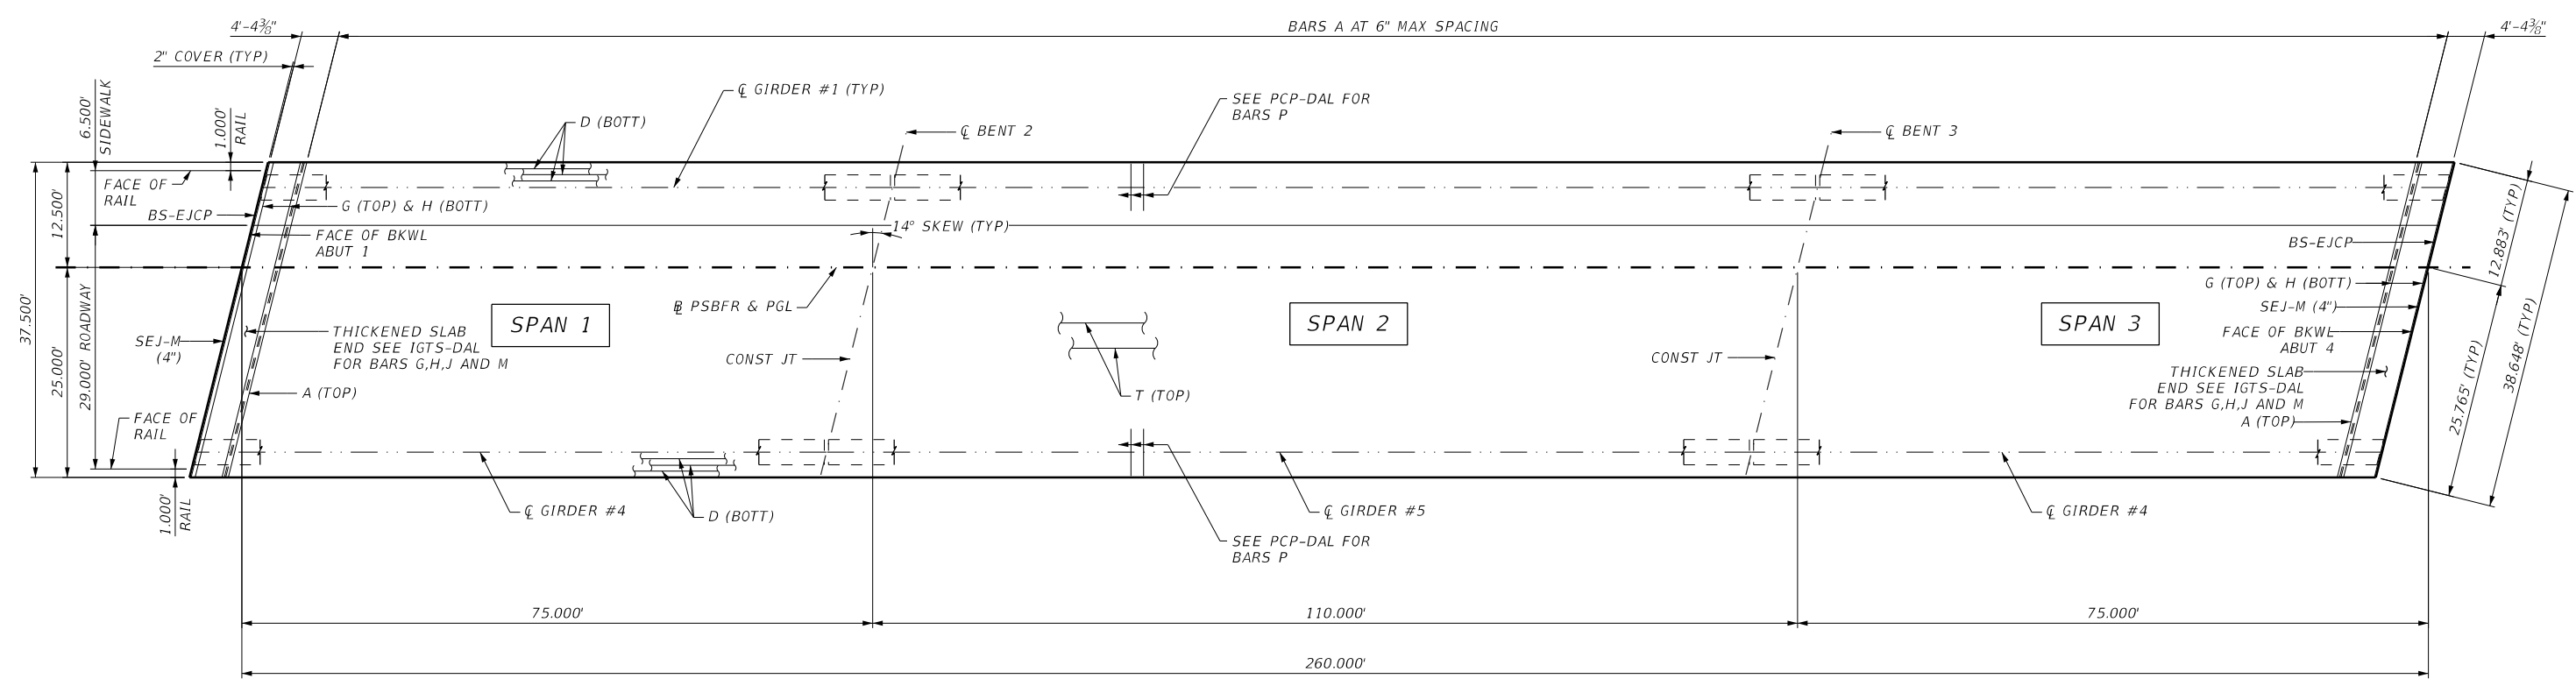 4'-4⅜"
BARS A AT 6" MAX SPACING
4'-4⅜"
2" COVER (TYP)
6.500'
SIDEWALK
1.000'
RAIL
℄ GIRDER #1 (TYP)
SEE PCP-DAL FOR
BARS P
D (BOTT)
℄ BENT 2
℄ BENT 3
FACE OF
RAIL
12.500'
BS-EJCP
G (TOP) & H (BOTT)
FACE OF BKWL
ABUT 1
14° SKEW (TYP)
BS-EJCP
12.883' (TYP)
G (TOP) & H (BOTT)
37.500'
25.000'
29.000' ROADWAY
SEJ-M
(4")
THICKENED SLAB
END SEE IGTS-DAL
FOR BARS G,H,J AND M
SPAN 1
℔ PSBFR & PGL
CONST JT
SPAN 2
T (TOP)
CONST JT
SPAN 3
SEJ-M (4")
FACE OF BKWL
ABUT 4
THICKENED SLAB
END SEE IGTS-DAL
FOR BARS G,H,J AND M
A (TOP)
25.765' (TYP)
38.648' (TYP)
A (TOP)
FACE OF
RAIL
1.000'
RAIL
℄ GIRDER #4
D (BOTT)
SEE PCP-DAL FOR
BARS P
℄ GIRDER #5
℄ GIRDER #4
75.000'
110.000'
75.000'
260.000'